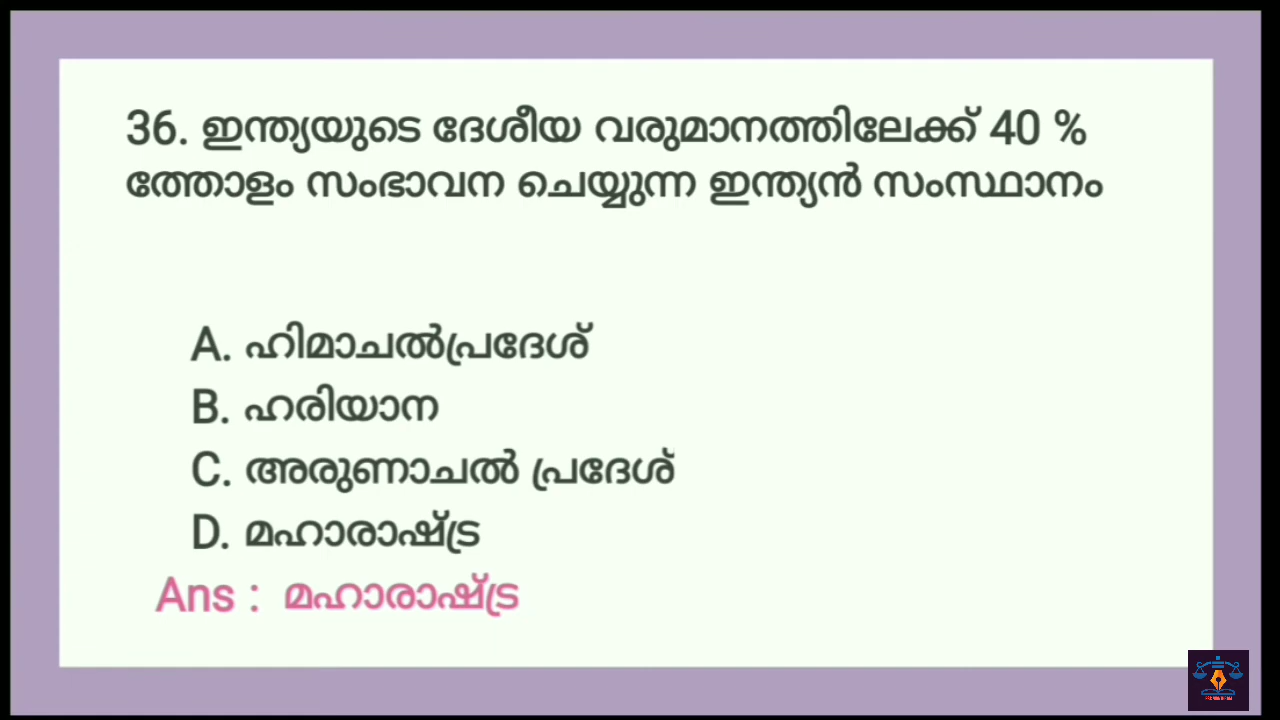 36. ഇന്ത്യയുടെ ദേശീയ വരുമാനത്തിലേക്ക് 40 %
ത്തോളം സംഭാവന ചെയ്യുന്ന ഇന്ത്യൻ സംസ്ഥാനം
A. ഹിമാചൽപ്രദേശ്
B. ഹരിയാന
C. അരുണാചൽ പ്രദേശ്
D. മഹാരാഷ്ട്ര
Ans : മഹാരാഷ്ട്ര